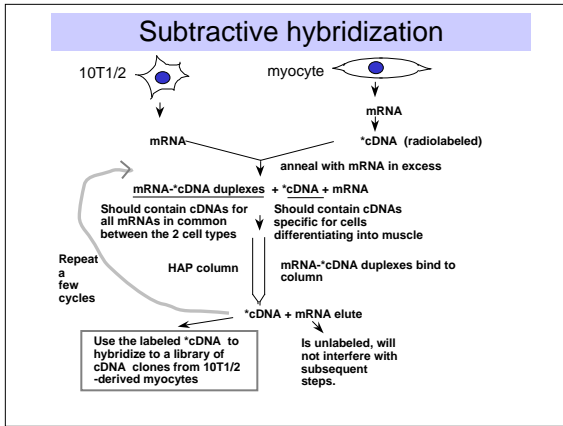 Subtractive hybridization
10T1/2
myocyte
mRNA
mRNA
*cDNA (radiolabeled)
anneal with mRNA in excess
mRNA-*cDNA duplexes + *cDNA + mRNA
Should contain cDNAs for
all mRNAs in common
between the 2 cell types
Should contain cDNAs
specific for cells
differentiating into muscle
Repeat
a
few
cycles
HAP column
mRNA-*cDNA duplexes bind to
column
*cDNA + mRNA elute
Use the labeled *cDNA to
hybridize to a library of
cDNA clones from 10T1/2
-derived myocytes
Is unlabeled, will
not interfere with
subsequent
steps.